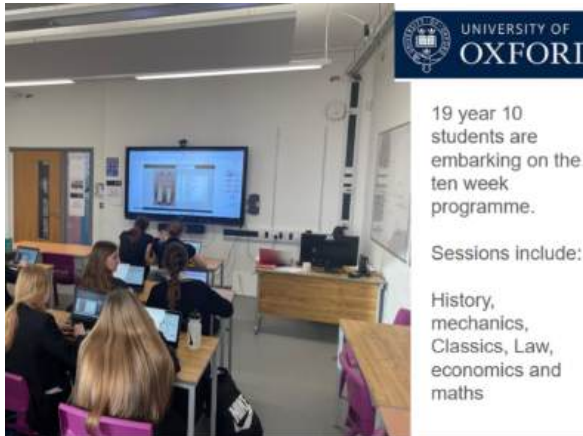 UNIVERSITY OF
OXFORD
19 year 10
students are
embarking on the
ten week
programme.
Sessions include:
History,
mechanics,
Classics, Law,
economics and
maths